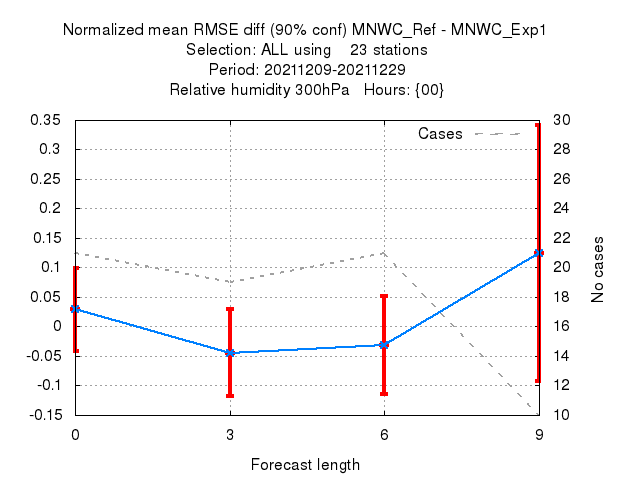 Normalized mean RMSE diff (90% conf) MNWC_Ref - MNWC_Exp1
Selection: ALL using    23 stations
Period: 20211209-20211229
Relative humidity 300hPa   Hours: {00}
Cases
0.35
0.3
0.25
0.2
0.15
0.1
0.05
0
-0.05
-0.1
-0.15
30
28
26
24
22
20
18
16
14
12
10
No cases
0 3 6 9
Forecast length